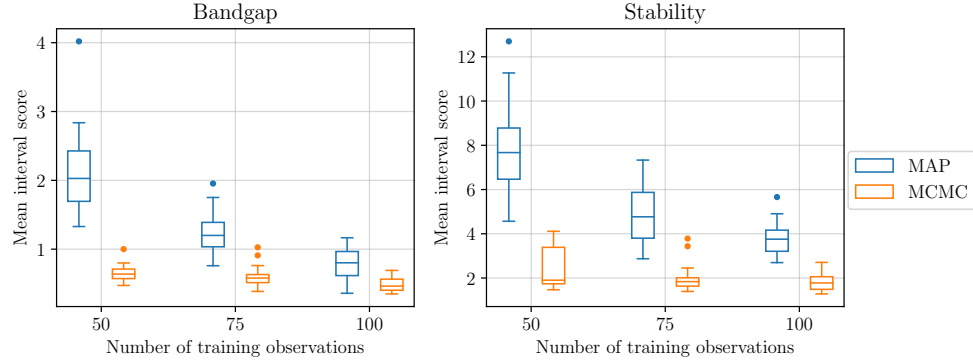 Bandgap
Mean interval score
4
3
2
1
50
75
100
Number of training observations
Stability
Mean interval score
12
10
8
6
4
2
50
75
100
Number of training observations
MAP
MCMC